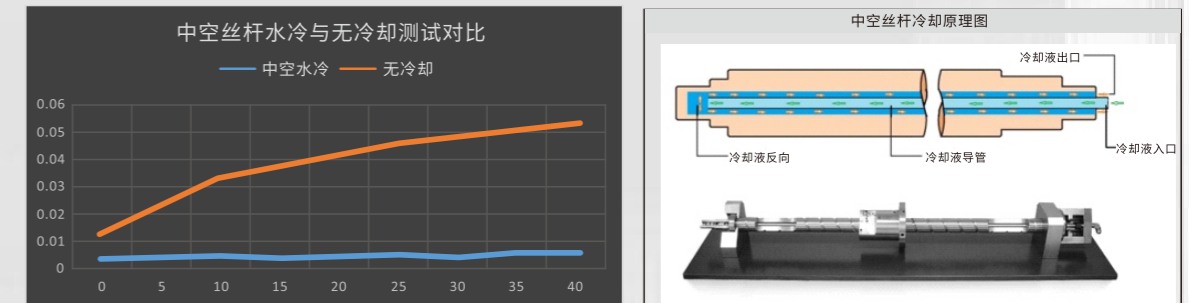 中空丝杆水冷与无冷却测试对比
中空水冷 无冷却
0.06
0.05
0.04
0.03
0.02
0.01
0
0 5 10 15 20 25 30 35 40
中空丝杆冷却原理图
冷却液出口
冷却液反向
冷却液导管
冷却液入口